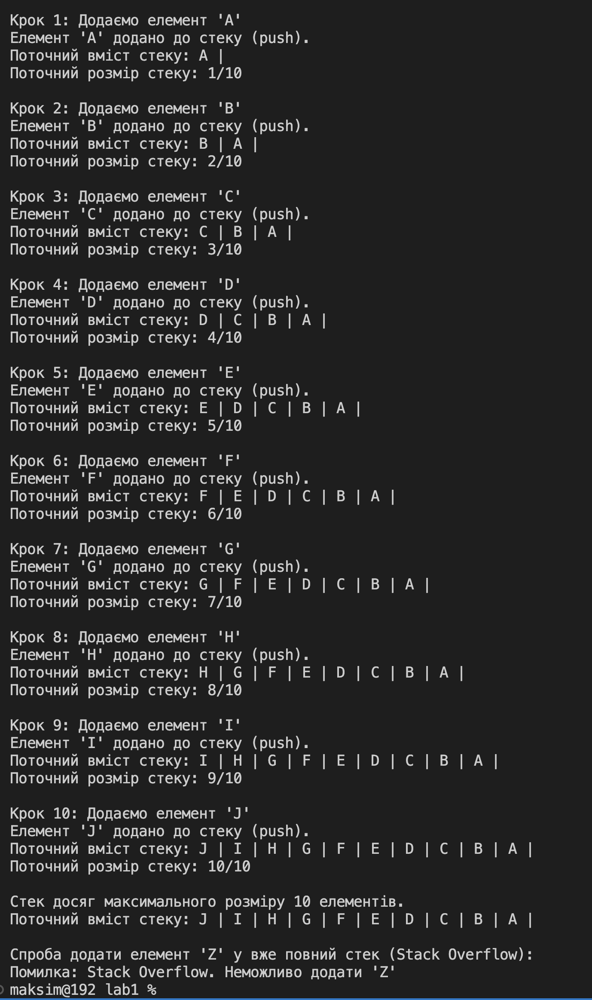 Крок 1: Додаємо елемент 'A'
Елемент 'A' додано до стеку (push).
Поточний вміст стеку: A |
Поточний розмір стеку: 1/10
Крок 2: Додаємо елемент 'B'
Елемент 'B' додано до стеку (push).
Поточний вміст стеку: B | A |
Поточний розмір стеку: 2/10
Крок 3: Додаємо елемент 'C'
Елемент 'C' додано до стеку (push).
Поточний вміст стеку: C | B | A |
Поточний розмір стеку: 3/10
Крок 4: Додаємо елемент 'D'
Елемент 'D' додано до стеку (push).
Поточний вміст стеку: D | C | B | A |
Поточний розмір стеку: 4/10
Крок 5: Додаємо елемент 'E'
Елемент 'E' додано до стеку (push).
Поточний вміст стеку: E | D | C | B | A |
Поточний розмір стеку: 5/10
Крок 6: Додаємо елемент 'F'
Елемент 'F' додано до стеку (push).
Поточний вміст стеку: F | E | D | C | B | A |
Поточний розмір стеку: 6/10
Крок 7: Додаємо елемент 'G'
Елемент 'G' додано до стеку (push).
Поточний вміст стеку: G | F | E | D | C | B | A |
Поточний розмір стеку: 7/10
Крок 8: Додаємо елемент 'H'
Елемент 'H' додано до стеку (push).
Поточний вміст стеку: H | G | F | E | D | C | B | A |
Поточний розмір стеку: 8/10
Крок 9: Додаємо елемент 'I'
Елемент 'I' додано до стеку (push).
Поточний вміст стеку: I | H | G | F | E | D | C | B | A |
Поточний розмір стеку: 9/10
Крок 10: Додаємо елемент 'J'
Елемент 'J' додано до стеку (push).
Поточний вміст стеку: J | I | H | G | F | E | D | C | B | A |
Поточний розмір стеку: 10/10
Стек досяг максимального розміру 10 елементів.
Поточний вміст стеку: J | I | H | G | F | E | D | C | B | A |
Спроба додати елемент 'Z' у вже повний стек (Stack Overflow):
Помилка: Stack Overflow. Неможливо додати 'Z'
maksim@192 lab1 %